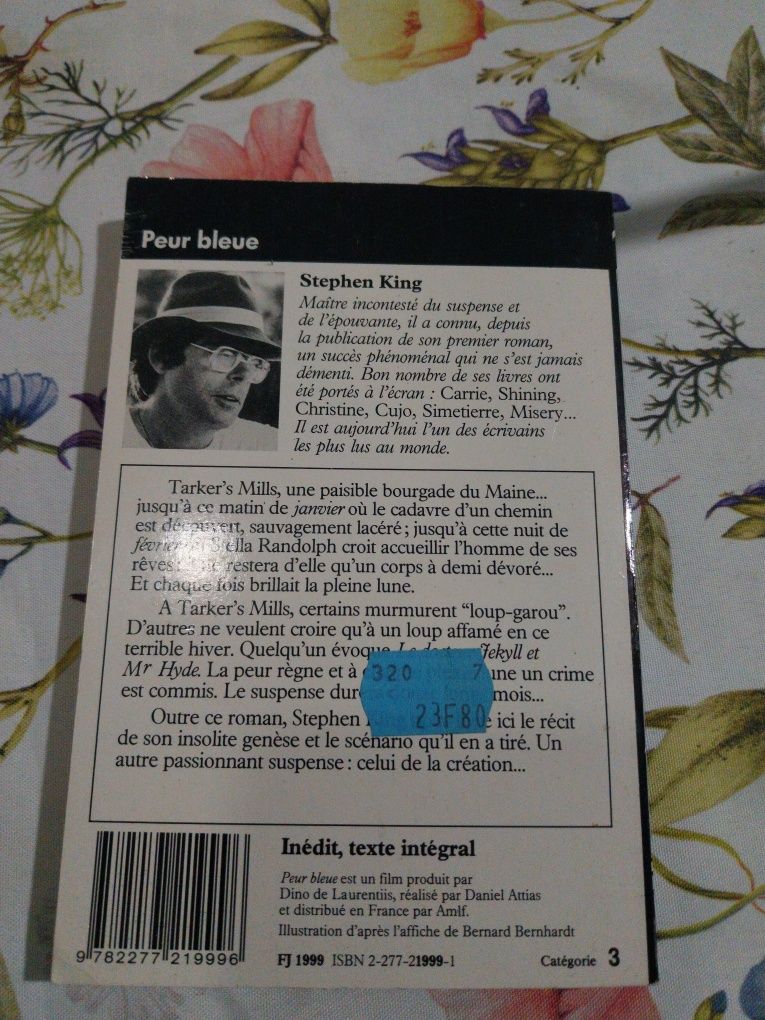 Peur bleue
Stephen King
Maître incontesté du suspense et
de l'épouvante, il a connu, depuis
la publication de son premier roman,
un succès phénoménal qui ne s'est jamais
démenti. Bon nombre de ses livres ont
été portés à l'écran : Carrie, Shining,
Christine, Cujo, Simetierre, Misery...
Il est aujourd'hui l'un des écrivains
les plus lus au monde.
Tarker's Mills, une paisible bourgade du Maine...
jusqu'à ce matin de janvier où le cadavre d'un chemin
est découvert, sauvagement lacéré ; jusqu'à cette nuit de
février Stella Randolph croit accueillir l'homme de ses
rêves restera d'elle qu'un corps à demi dévoré...
Et chaque fois brillait la pleine lune.
A Tarker's Mills, certains murmurent "loup-garou".
D'autres ne veulent croire qu'à un loup affamé en ce
terrible hiver. Quelqu'un évoque Jekyll et
Mr Hyde. La peur règne et à un crime
est commis. Le suspense mois...
320 7
23F80
Outre ce roman, Stephen ici le récit
de son insolite genèse et le scénario qu'il en a tiré. Un
autre passionnant suspense : celui de la création...
Inédit, texte intégral
Peur bleue est un film produit par
Dino de Laurentiis, réalisé par Daniel Attias
et distribué en France par Amlf.
Illustration d'après l'affiche de Bernard Bernhardt
9 782277 219996
FJ 1999 ISBN 2-277-21999-1 Catégorie 3